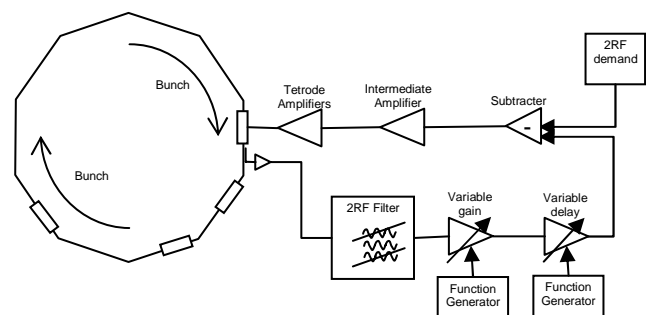 2RF
demand
Tetrode
Amplifiers
Intermediate
Amplifier
Subtracter
-
Bunch
Bunch
2RF Filter
Variable
gain
Variable
delay
Function
Generator
Function
Generator